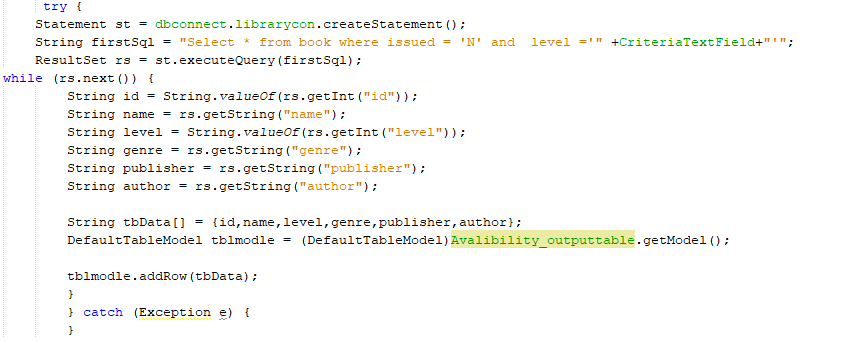 try {
Statement st = dbconnect.librarycon.createStatement();
String firstSql = "Select * from book where issued = 'N' and  level ='" +CriteriaTextField+"'";
ResultSet rs = st.executeQuery(firstSql);
while (rs.next()) {
String id = String.valueOf(rs.getInt("id"));
String name = rs.getString("name");
String level = String.valueOf(rs.getInt("level"));
String genre = rs.getString("genre");
String publisher = rs.getString("publisher");
String author = rs.getString("author");
String tbData[] = {id,name,level,genre,publisher,author};
DefaultTableModel tblmodle = (DefaultTableModel)Avalibility_outputtable.getModel();
tblmodle.addRow(tbData);
}
} catch (Exception e) {
}